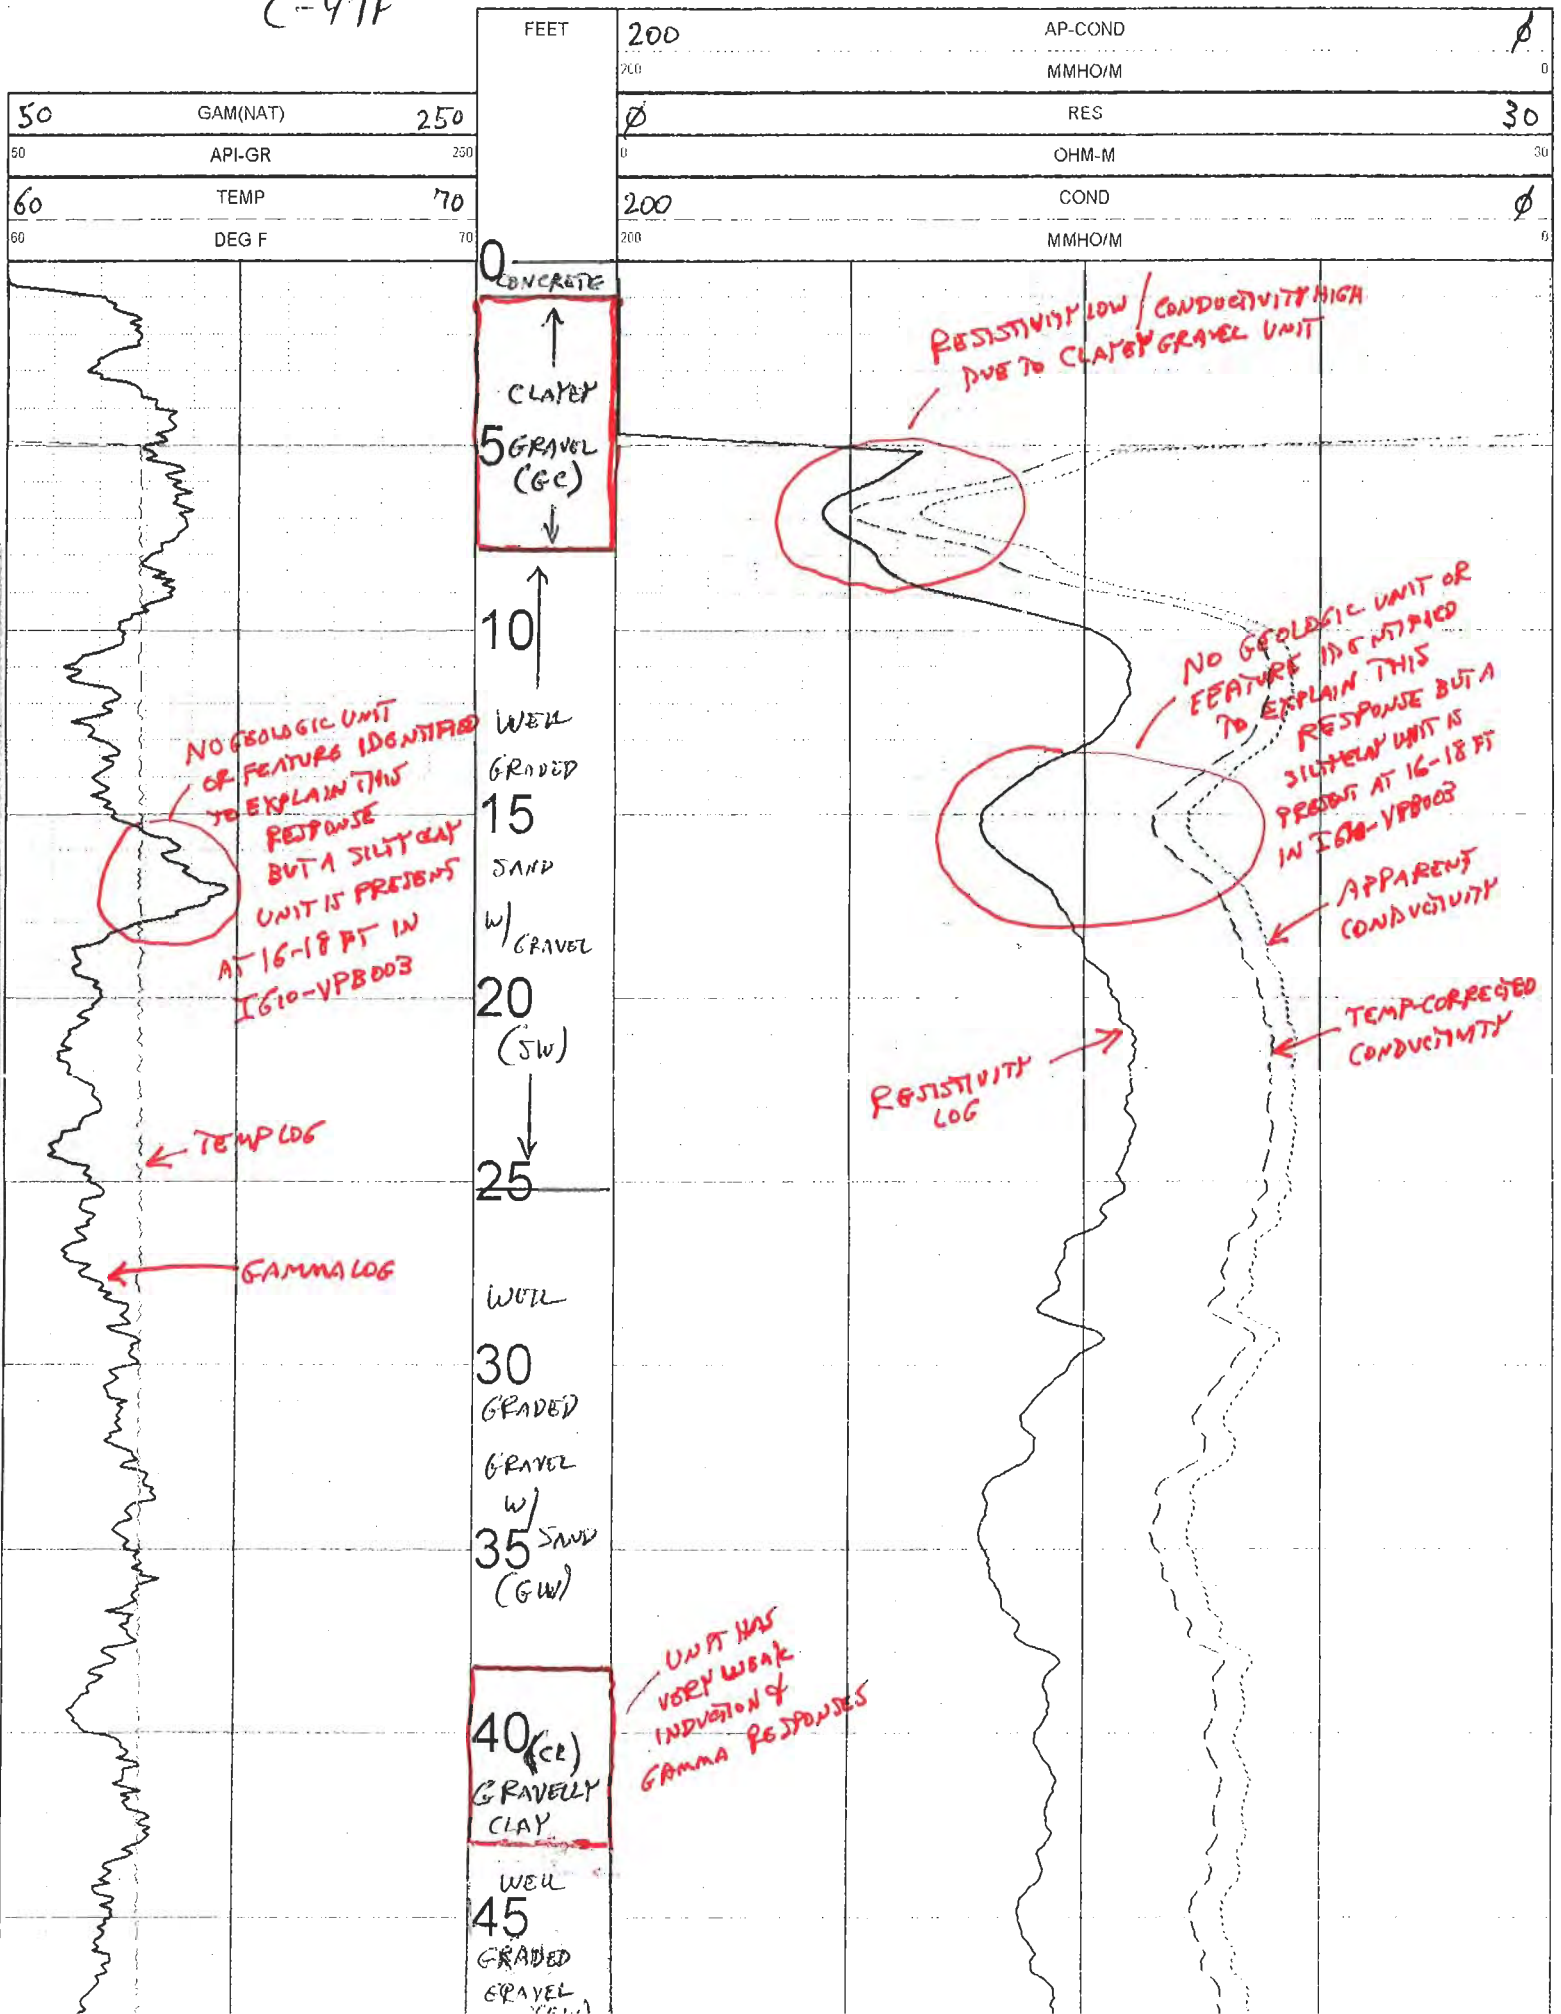 C-97A
FEET
200 AP-COND Ø
200 MMHO/M 0
50 GAM(NAT) 250
Ø RES 30
50 API-GR 250
0 OHM-M 30
60 TEMP 70
200 COND Ø
60 DEG F 70
200 MMHO/M 0
0
CONCRETE
CLAYEY
5 GRAVEL
(GC)
10
WELL
GRADED
15
SAND
W/ GRAVEL
20
(SW)
25
WELL
30
GRADED
GRAVEL
W/
35 SAND
(GW)
40 (CL)
GRAVELLY
CLAY
WELL
45
GRADED
GRAVEL
(GW)
RESISTIVITY LOW / CONDUCTIVITY HIGH
DUE TO CLAYEY GRAVEL UNIT
NO GEOLOGIC UNIT
OR FEATURE IDENTIFIED
TO EXPLAIN THIS
RESPONSE
BUT A SILTY CLAY
UNIT IS PRESENT
AT 16-18 FT IN
IG10-VPB003
NO GEOLOGIC UNIT OR
FEATURE IDENTIFIED
TO EXPLAIN THIS
RESPONSE BUT A
SILTY CLAY UNIT IS
PRESENT AT 16-18 FT
IN IG10-VPB003
APPARENT
CONDUCTIVITY
TEMP-CORRECTED
CONDUCTIVITY
RESISTIVITY
LOG
TEMP LOG
GAMMA LOG
UNIT HAS
VERY WEAK
INDUCTION &
GAMMA RESPONSES